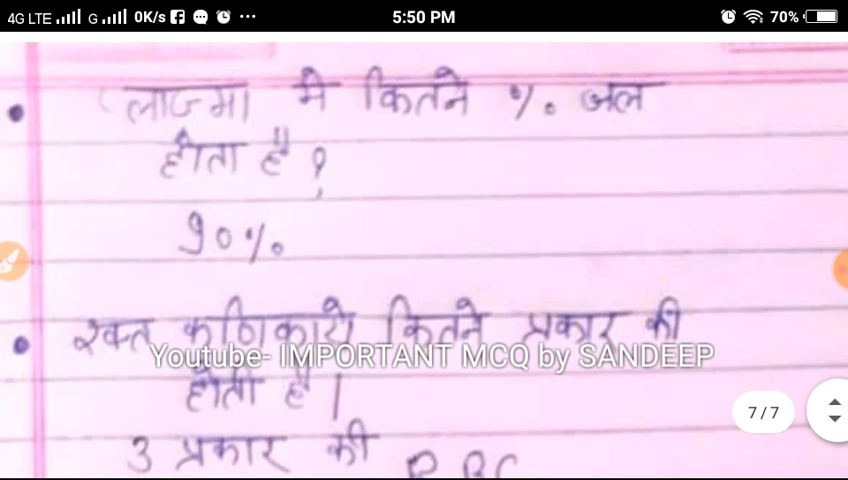 4G LTE G 0K/s ... 5:50 PM 70%
प्लाज्मा मे कितने % जल
होता है ?
90%
रक्त कणिकाये कितने प्रकार की
Youtube- IMPORTANT MCQ by SANDEEP
होती है |
7/7
3 प्रकार की RBC